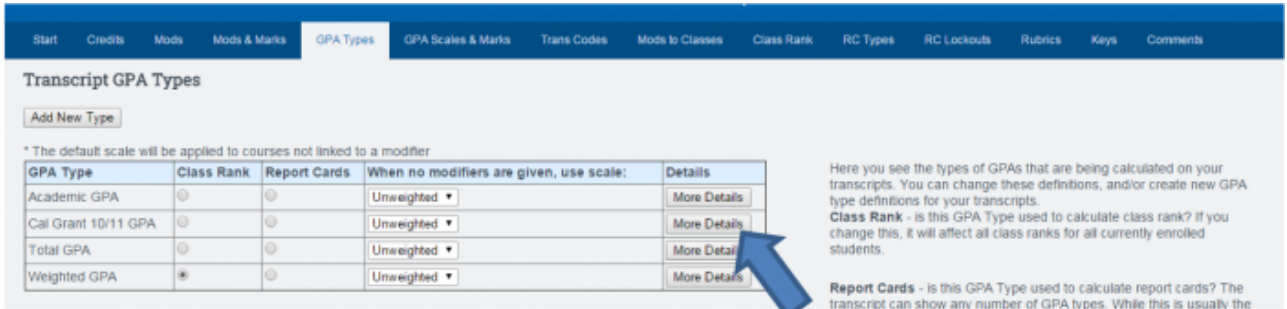 Start Credits Mods Mods & Marks GPA Types GPA Scales & Marks Trans Codes Mods to Classes Class Rank RC Types RC Lockouts Rubrics Keys Comments
Transcript GPA Types
Add New Type
* The default scale will be applied to courses not linked to a modifier
GPA Type Class Rank Report Cards When no modifiers are given, use scale: Details
Academic GPA Unweighted More Details
Cal Grant 10/11 GPA Unweighted More Details
Total GPA Unweighted More Detail
Weighted GPA Unweighted More Details
Here you see the types of GPAs that are being calculated on your
transcripts. You can change these definitions, and/or create new GPA
type definitions for your transcripts.
Class Rank - is this GPA Type used to calculate class rank? If you
change this, it will affect all class ranks for all currently enrolled
students.
Report Cards - is this GPA Type used to calculate report cards? The
transcript can show any number of GPA types. While this is usually the